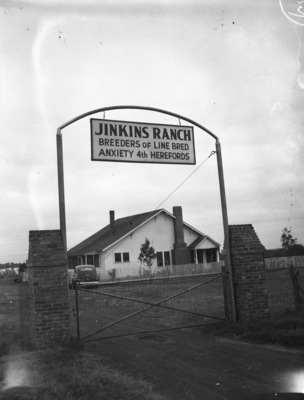 JINKINS RANCH
BREEDERS OF LINE BRED
ANXIETY 4th HEREFORDS